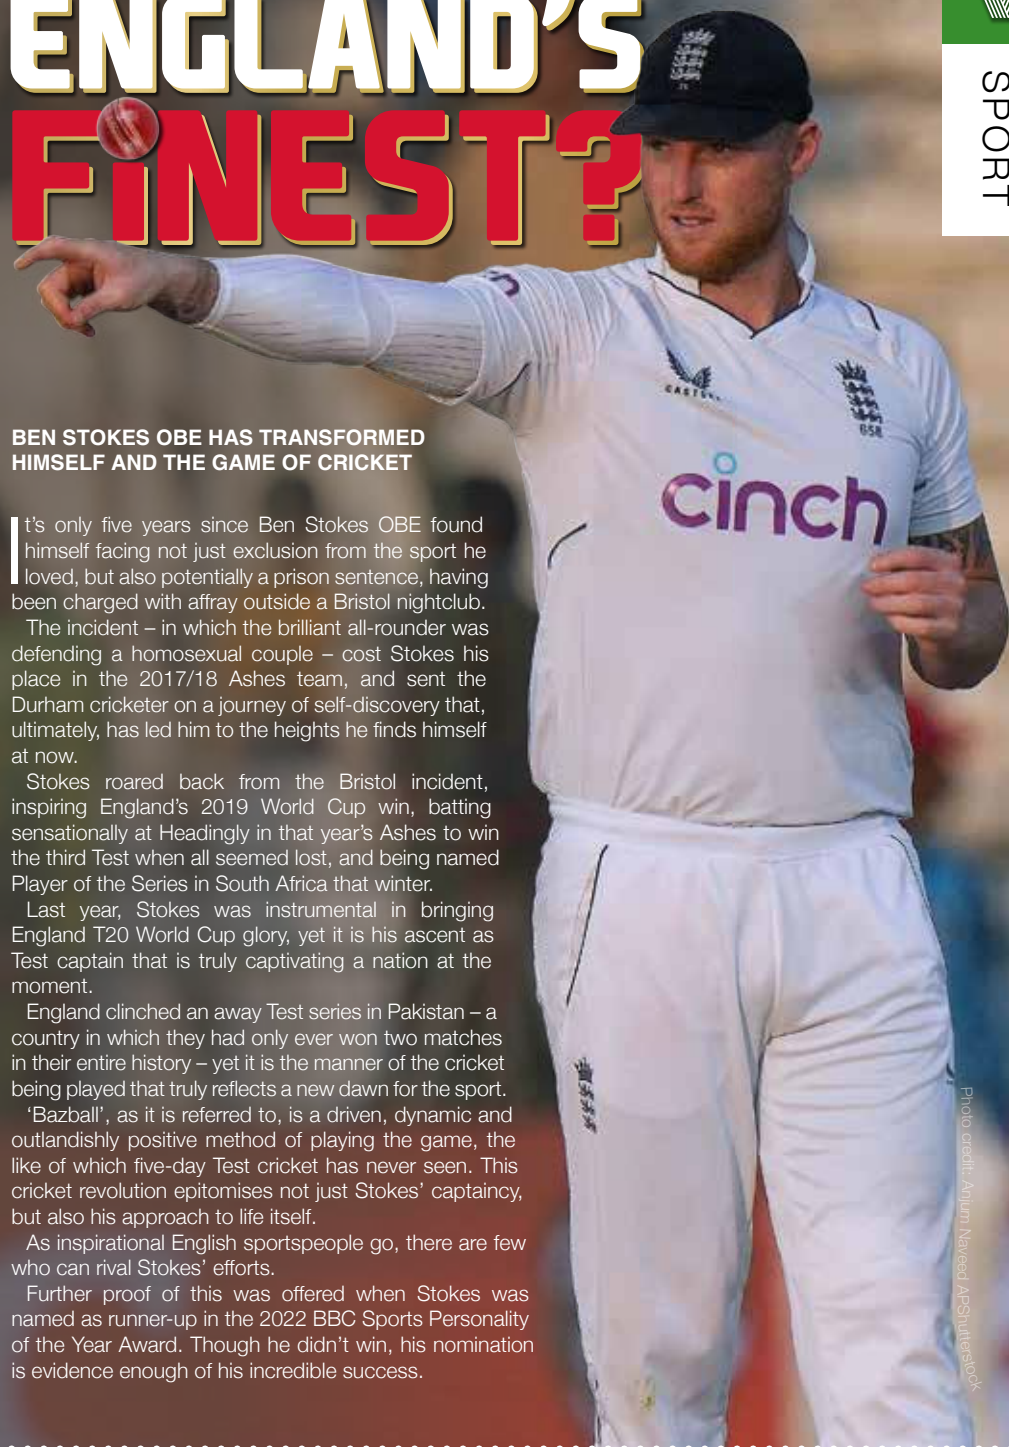 ENGLAND'S
FINEST?
SPORT
BEN STOKES OBE HAS TRANSFORMED
HIMSELF AND THE GAME OF CRICKET
It's only five years since Ben Stokes OBE found
himself facing not just exclusion from the sport he
loved, but also potentially a prison sentence, having
been charged with affray outside a Bristol nightclub.
The incident – in which the brilliant all-rounder was
defending a homosexual couple – cost Stokes his
place in the 2017/18 Ashes team, and sent the
Durham cricketer on a journey of self-discovery that,
ultimately, has led him to the heights he finds himself
at now.
Stokes roared back from the Bristol incident,
inspiring England's 2019 World Cup win, batting
sensationally at Headingly in that year's Ashes to win
the third Test when all seemed lost, and being named
Player of the Series in South Africa that winter.
Last year, Stokes was instrumental in bringing
England T20 World Cup glory, yet it is his ascent as
Test captain that is truly captivating a nation at the
moment.
England clinched an away Test series in Pakistan – a
country in which they had only ever won two matches
in their entire history – yet it is the manner of the cricket
being played that truly reflects a new dawn for the sport.
‘Bazball’, as it is referred to, is a driven, dynamic and
outlandishly positive method of playing the game, the
like of which five-day Test cricket has never seen. This
cricket revolution epitomises not just Stokes' captaincy,
but also his approach to life itself.
As inspirational English sportspeople go, there are few
who can rival Stokes' efforts.
Further proof of this was offered when Stokes was
named as runner-up in the 2022 BBC Sports Personality
of the Year Award. Though he didn't win, his nomination
is evidence enough of his incredible success.
cinch
658
Photo credit: Anjum Naveed APShutterstock